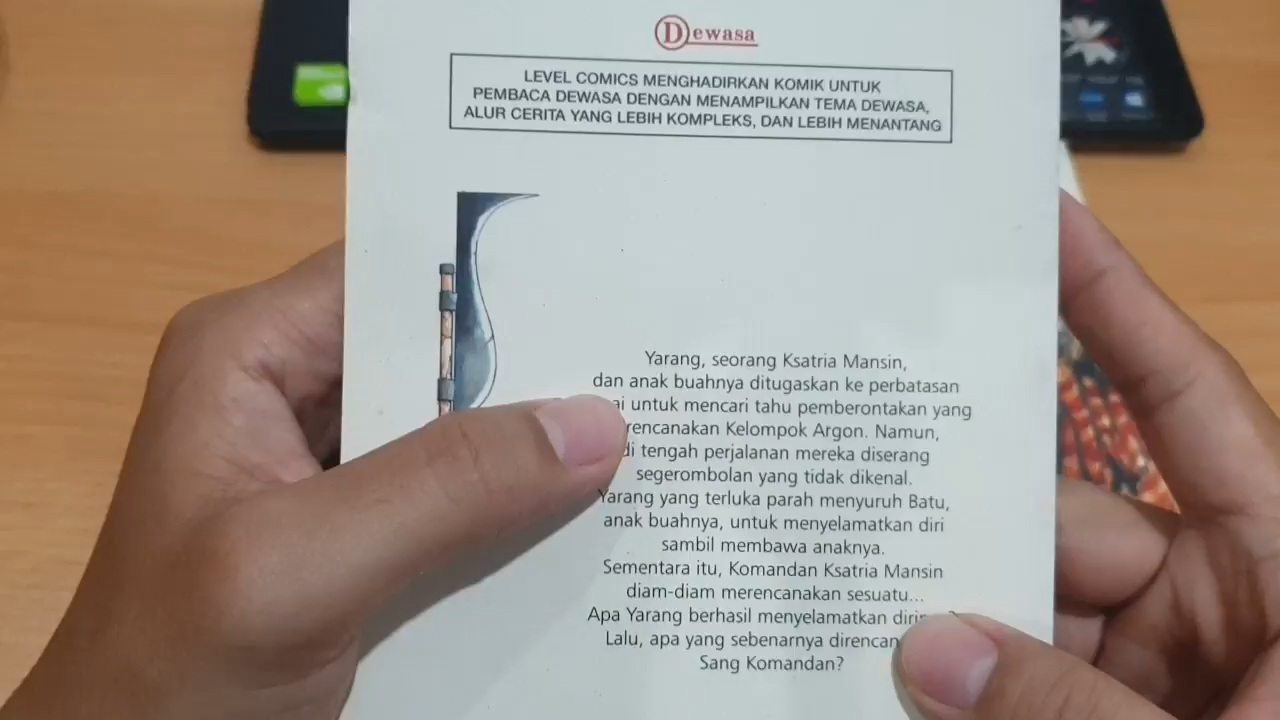 Dewasa
LEVEL COMICS MENGHADIRKAN KOMIK UNTUK
PEMBACA DEWASA DENGAN MENAMPILKAN TEMA DEWASA,
ALUR CERITA YANG LEBIH KOMPLEKS, DAN LEBIH MENANTANG
Yarang, seorang Ksatria Mansin,
dan anak buahnya ditugaskan ke perbatasan
untuk mencari tahu pemberontakan yang
Kelompok Argon. Namun,
di tengah perjalanan mereka diserang
segerombolan yang tidak dikenal.
Yarang yang terluka parah menyuruh Batu,
anak buahnya, untuk menyelamatkan diri
sambil membawa anaknya.
Sementara itu, Komandan Ksatria Mansin
diam-diam merencanakan sesuatu...
Apa Yarang berhasil menyelamatkan
Lalu, apa yang sebenarnya
Sang Komandan?